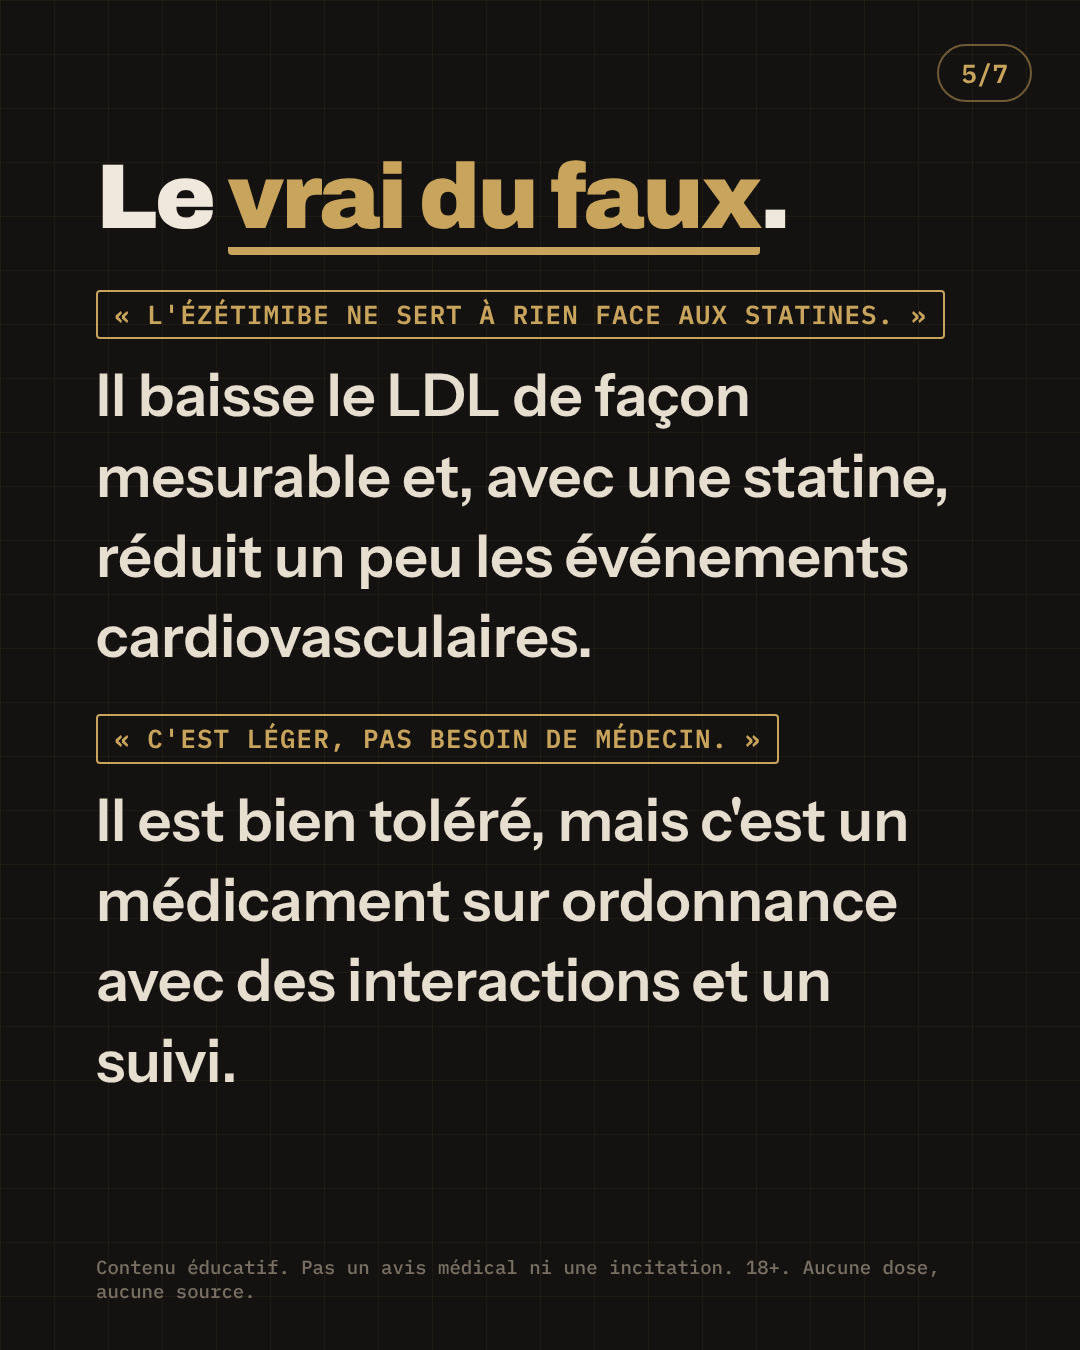 5/7
Le vrai du faux.
« L'ÉZÉTIMIBE NE SERT À RIEN FACE AUX STATINES. »
Il baisse le LDL de façon
mesurable et, avec une statine,
réduit un peu les événements
cardiovasculaires.
« C'EST LÉGER, PAS BESOIN DE MÉDECIN. »
Il est bien toléré, mais c'est un
médicament sur ordonnance
avec des interactions et un
suivi.
Contenu éducatif. Pas un avis médical ni une incitation. 18+. Aucune dose,
aucune source.